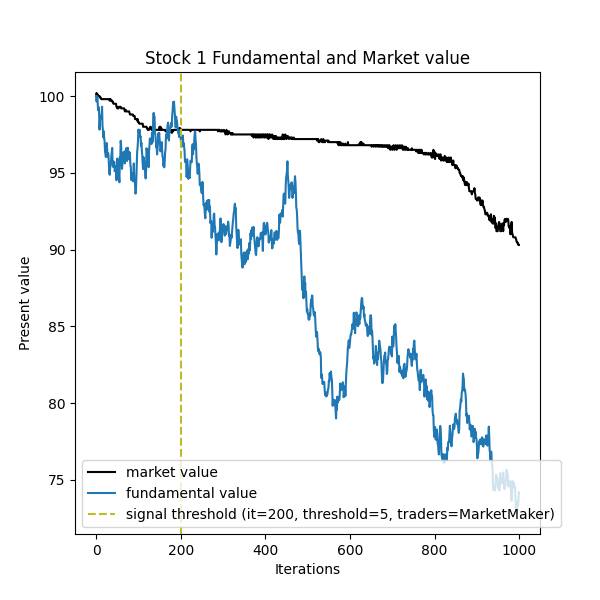 Stock 1 Fundamental and Market value
100
95
90
85
80
75
Present value
market value
fundamental value
signal threshold (it=200, threshold=5, traders=MarketMaker)
0 200 400 600 800 1000
Iterations